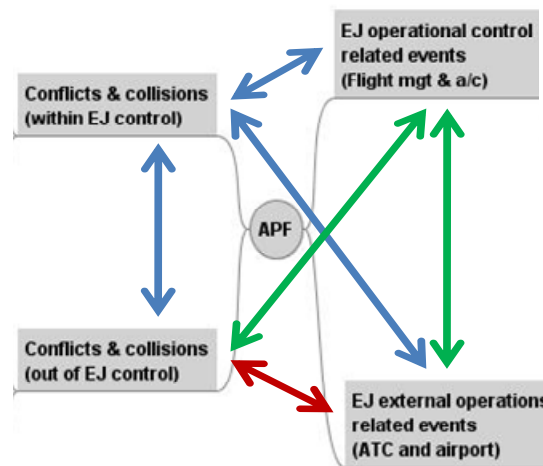 EJ operational control
related events
(Flight mgt & a/c)
Conflicts & collisions
(within EJ control)
APF
Conflicts & collisions
(out of EJ control)
EJ external operations
related events
(ATC and airport)